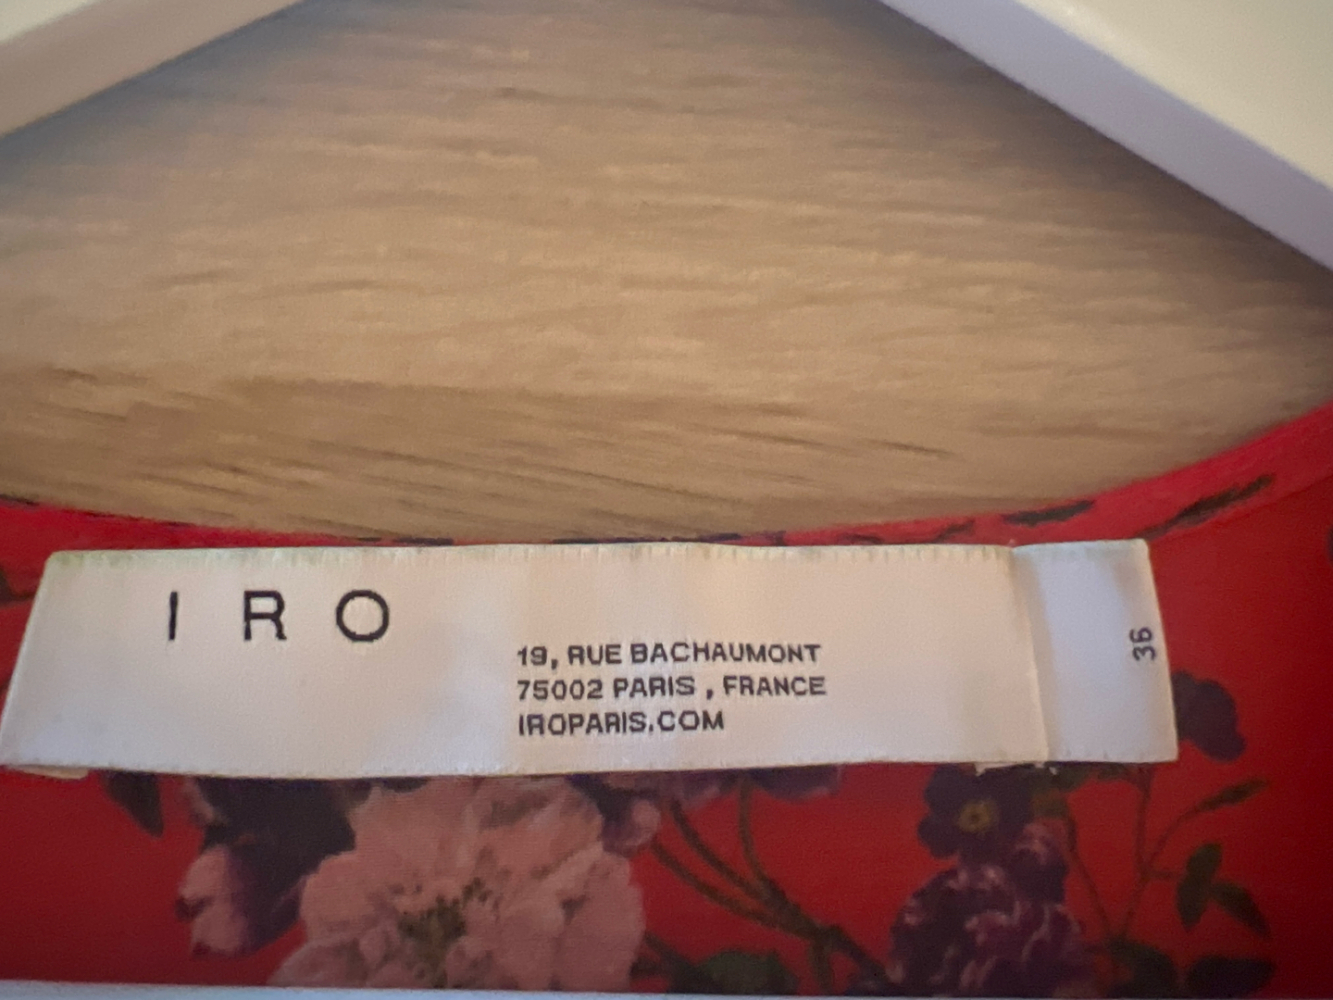 I R O
19, RUE BACHAUMONT
75002 PARIS , FRANCE
IROPARIS.COM
36